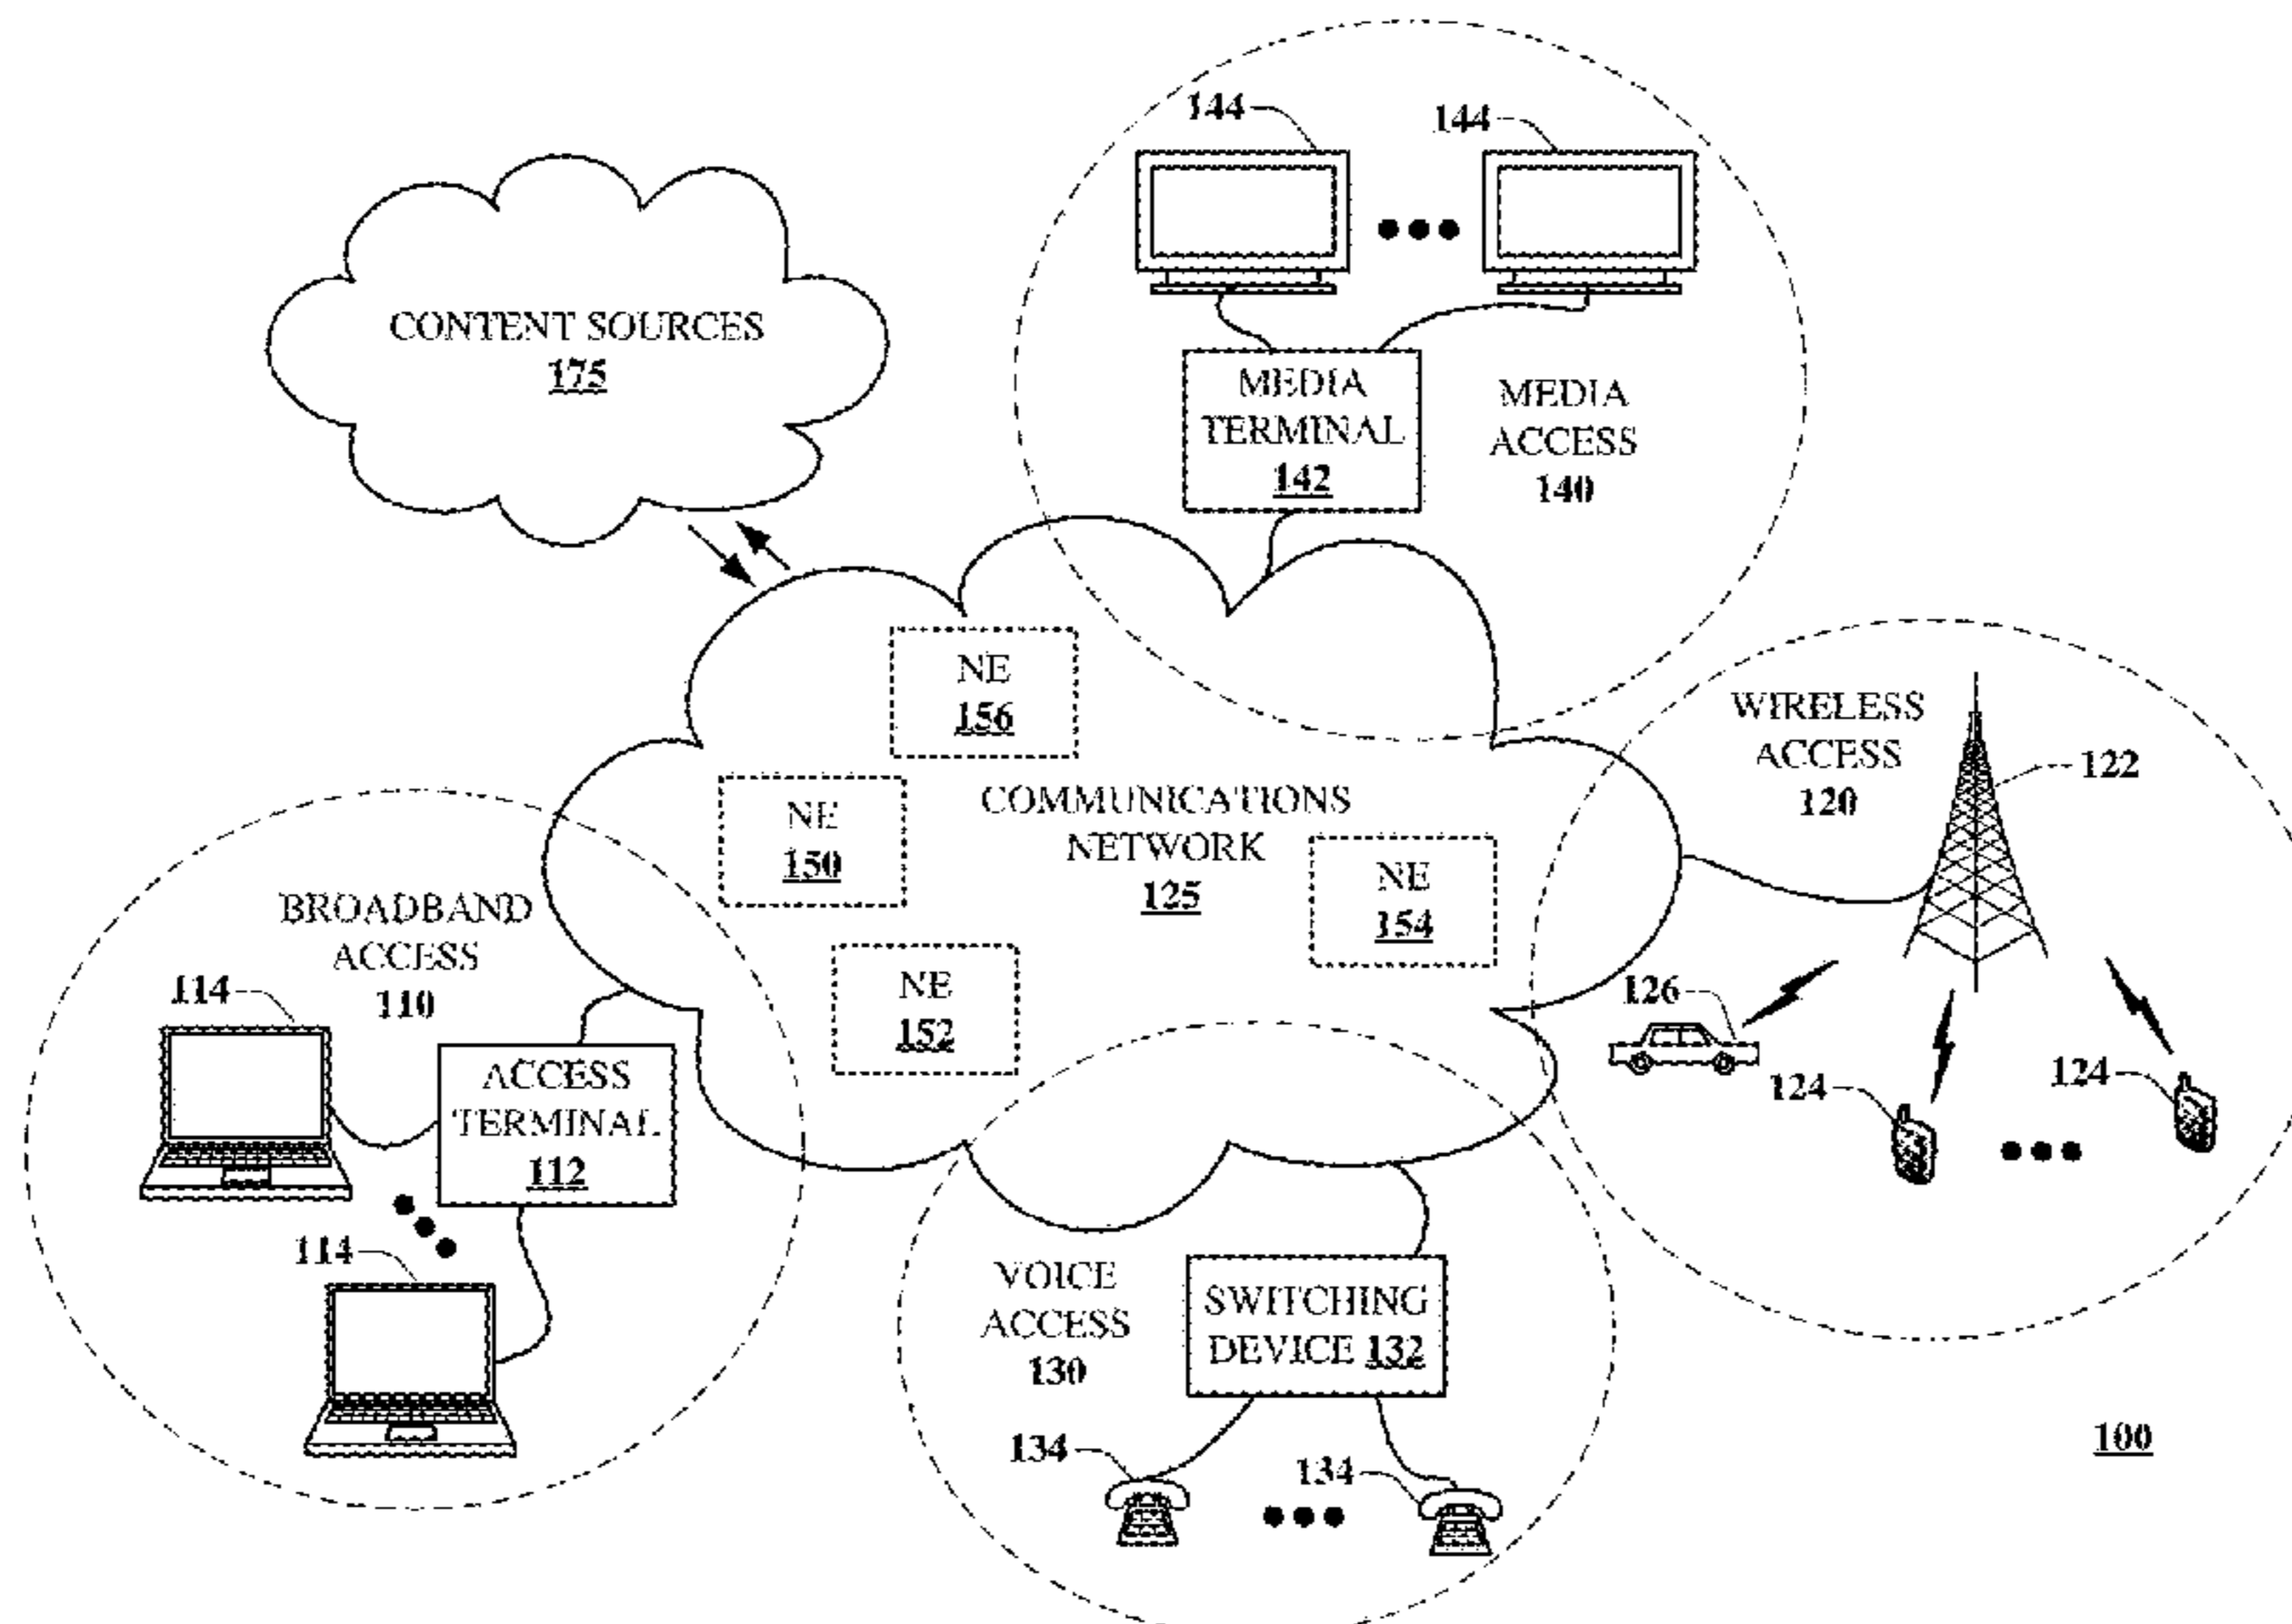 144
144
CONTENT SOURCES
175
MEDIA
TERMINAL
142
MEDIA
ACCESS
140
NE
156
WIRELESS
ACCESS
120
122
NE
150
COMMUNICATIONS
NETWORK
125
NE
154
BROADBAND
ACCESS
110
114
NE
152
126
ACCESS
TERMINAL
112
124
124
114
VOICE
ACCESS
130
SWITCHING
DEVICE 132
134
134
100